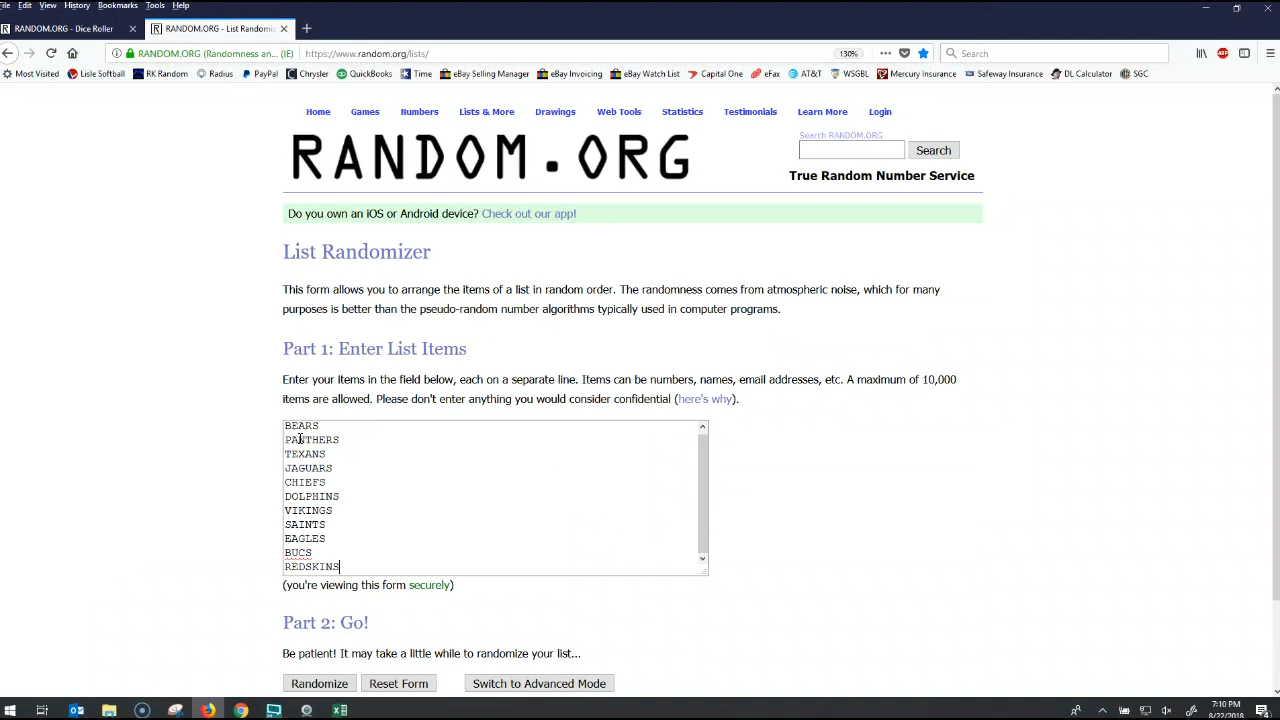 File Edit View History Bookmarks Tools Help
RANDOM.ORG - Dice Roller
RANDOM.ORG - List Randomi
RANDOM.ORG (Randomness an... (IE)
https://www.random.org/lists/
130%
Search
Most Visited Lisle Softball RK Random Radius PayPal Chrysler QuickBooks Time eBay Selling Manager eBay Invoicing eBay Watch List Capital One eFax AT&T WSGBL Mercury Insurance Safeway Insurance DL Calculator SGC
Home Games Numbers Lists & More Drawings Web Tools Statistics Testimonials Learn More Login
RANDOM.ORG
Search RANDOM.ORG
Search
True Random Number Service
Do you own an iOS or Android device? Check out our app!
List Randomizer
This form allows you to arrange the items of a list in random order. The randomness comes from atmospheric noise, which for many
purposes is better than the pseudo-random number algorithms typically used in computer programs.
Part 1: Enter List Items
Enter your items in the field below, each on a separate line. Items can be numbers, names, email addresses, etc. A maximum of 10,000
items are allowed. Please don't enter anything you would consider confidential (here's why).
BEARS
PANTHERS
TEXANS
JAGUARS
CHIEFS
DOLPHINS
VIKINGS
SAINTS
EAGLES
BUCS
REDSKINS
(you're viewing this form securely)
Part 2: Go!
Be patient! It may take a little while to randomize your list...
Randomize Reset Form Switch to Advanced Mode
7:10 PM
8/22/2018